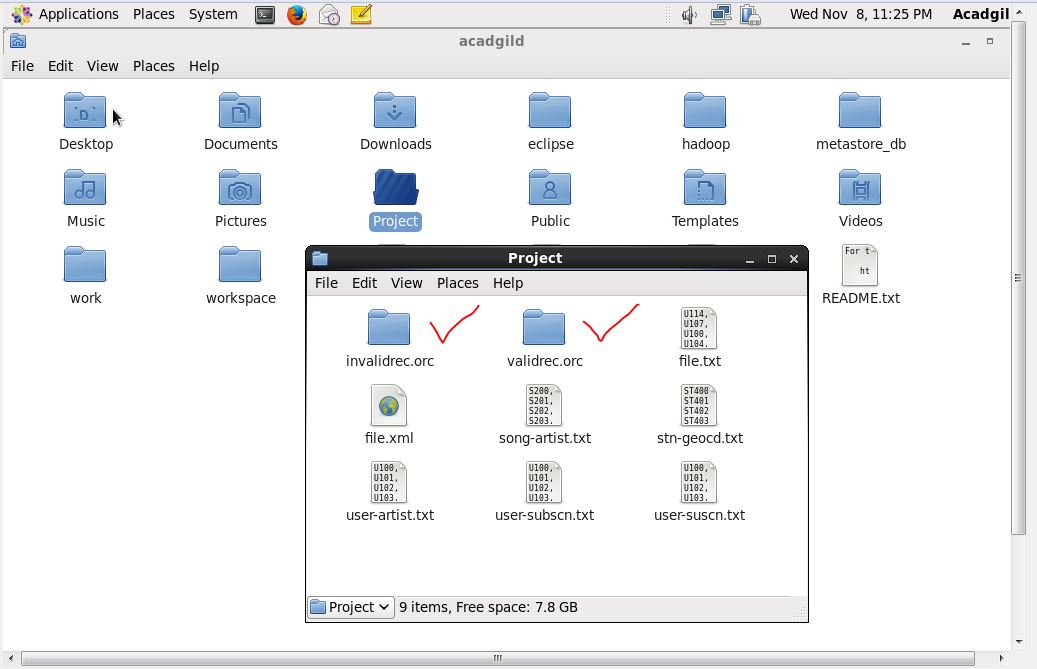 Applications Places System Wed Nov 8, 11:25 PM Acadgil
acadgild
File Edit View Places Help
D
Desktop Documents Downloads eclipse hadoop metastore_db
Music Pictures Project Public Templates Videos
For t
ht
work workspace README.txt
Project
File Edit View Places Help
U114,
U107,
U100,
U104.
invalidrec.orc validrec.orc file.txt
S200, ST400
S201, ST401
S202, ST402
S203. ST403
file.xml song-artist.txt stn-geocd.txt
U100, U100, U100,
U101, U101, U101,
U102, U102, U102,
U103. U103. U103.
user-artist.txt user-subscn.txt user-suscn.txt
Project 9 items, Free space: 7.8 GB